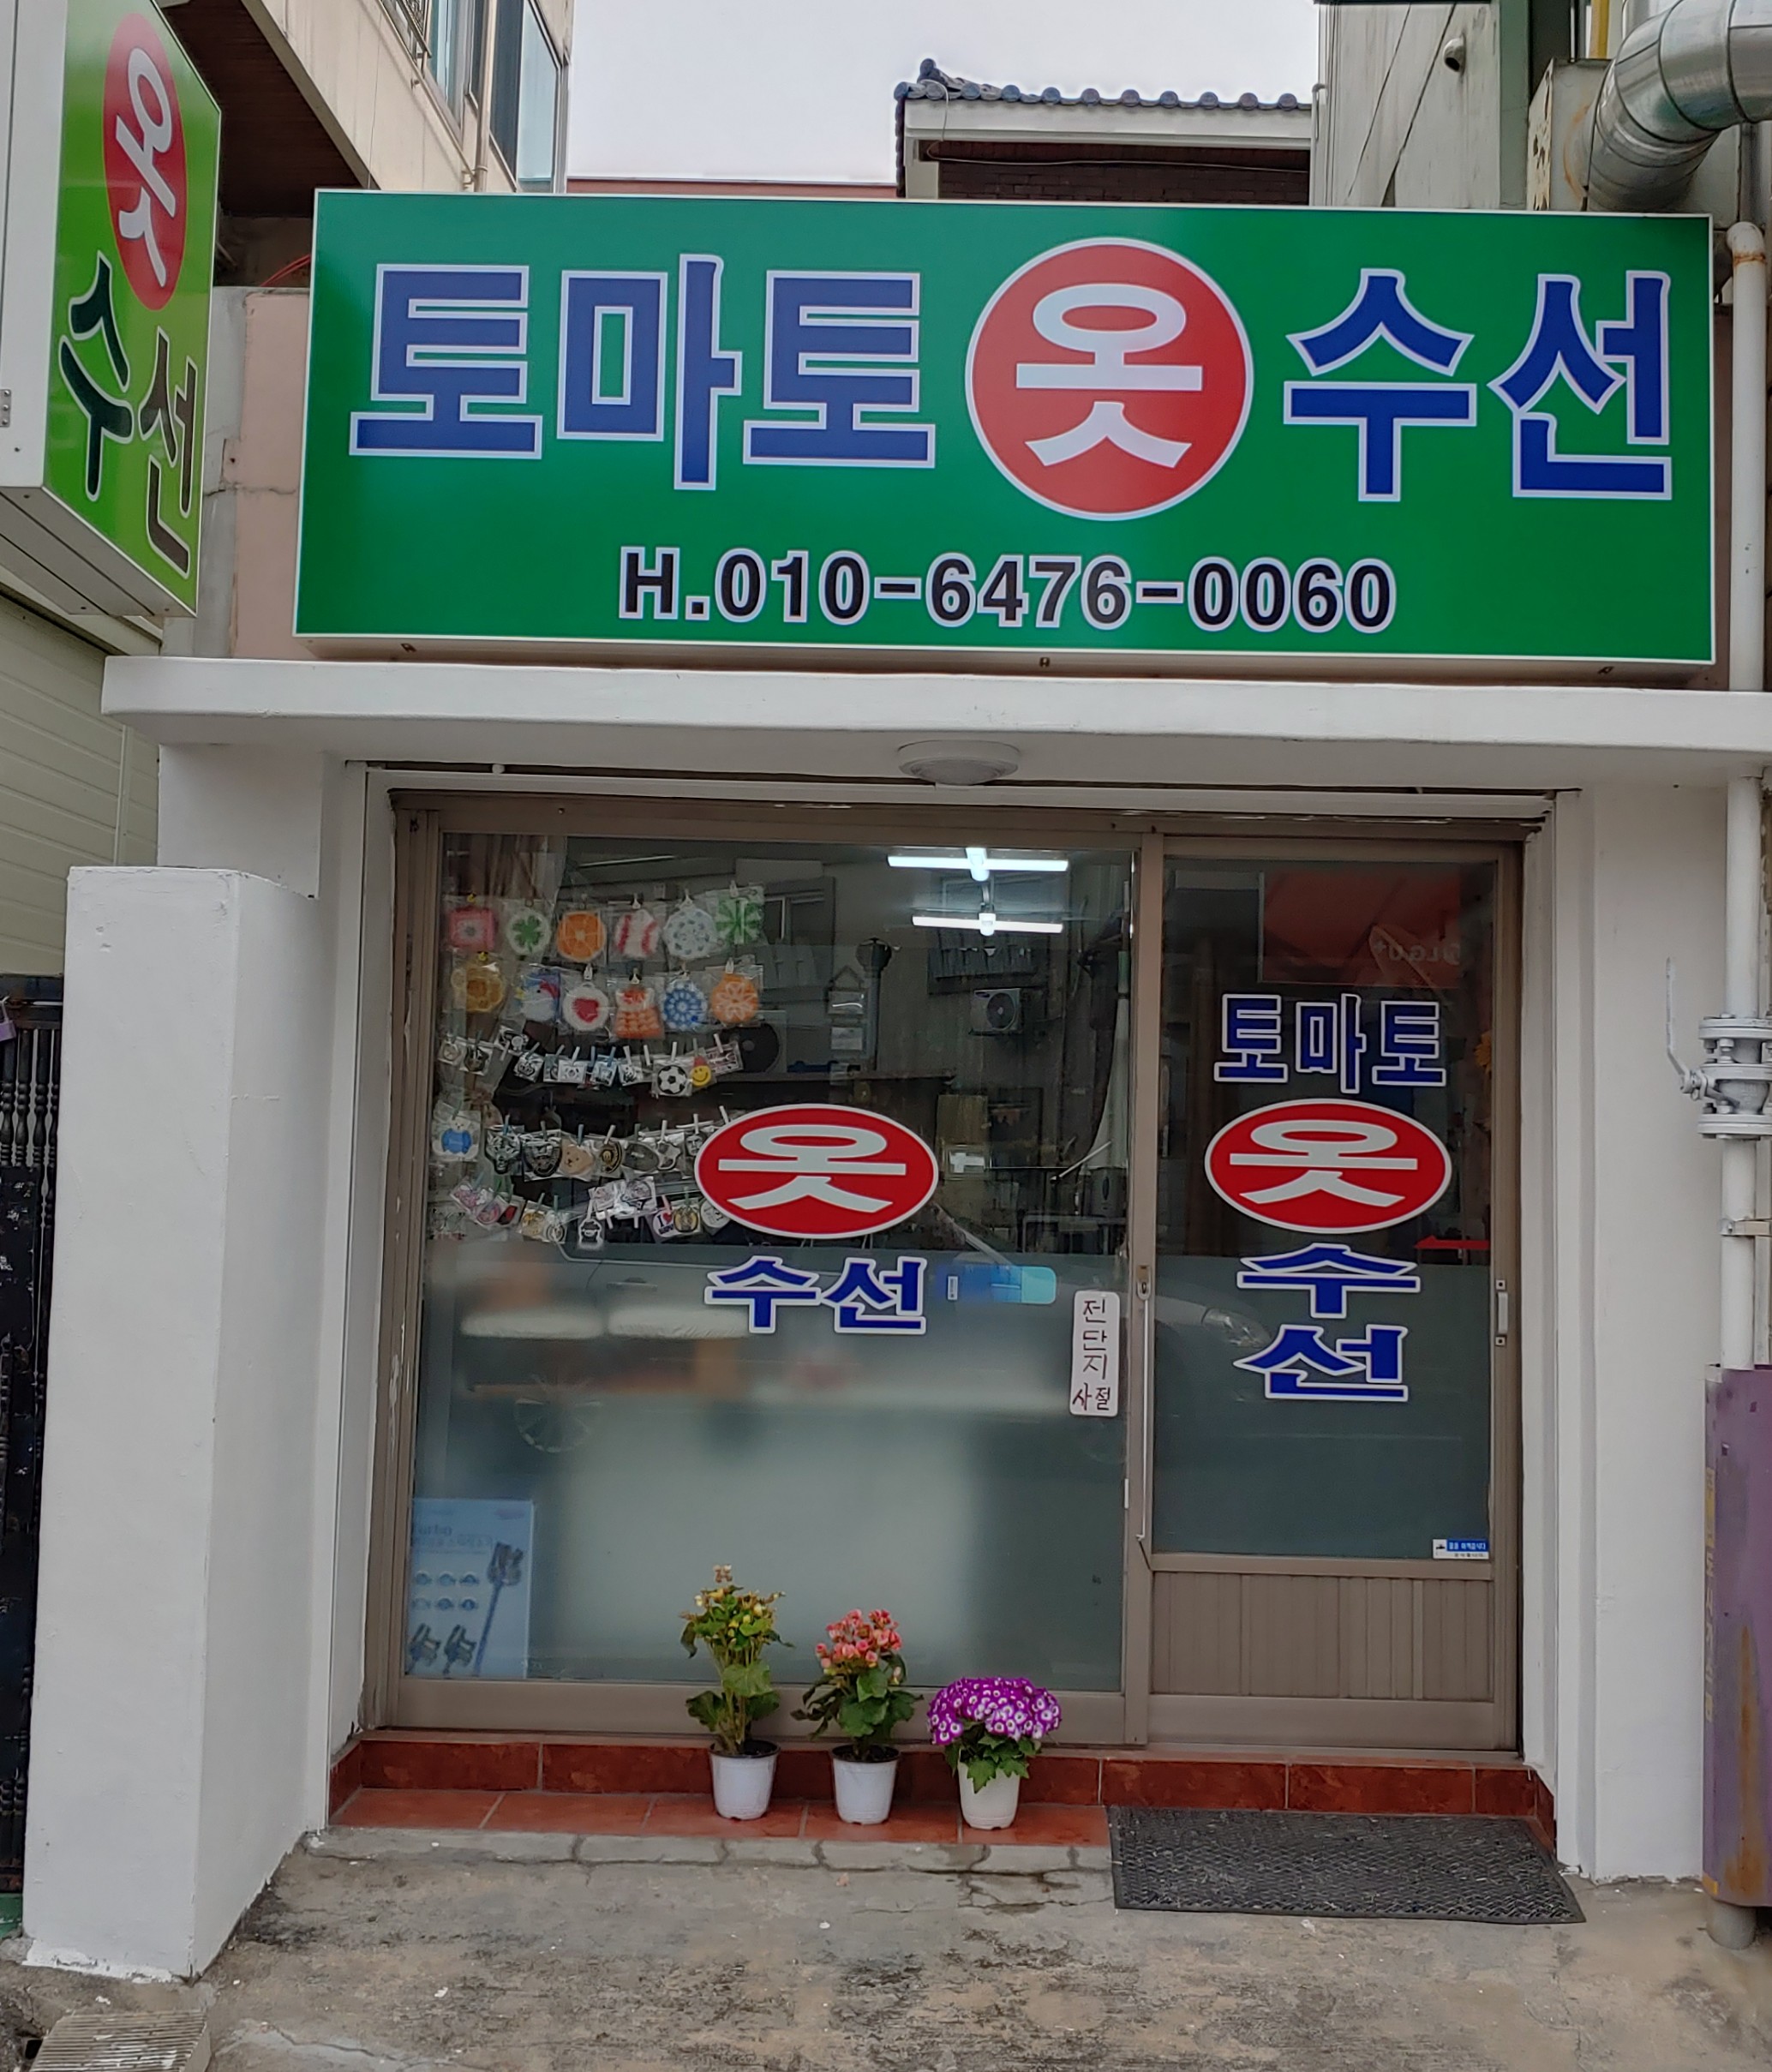 옷
수선
토마토 옷 수선
H.010-6476-0060
토마토
옷
수
선
옷
수선
전
단
지
사절